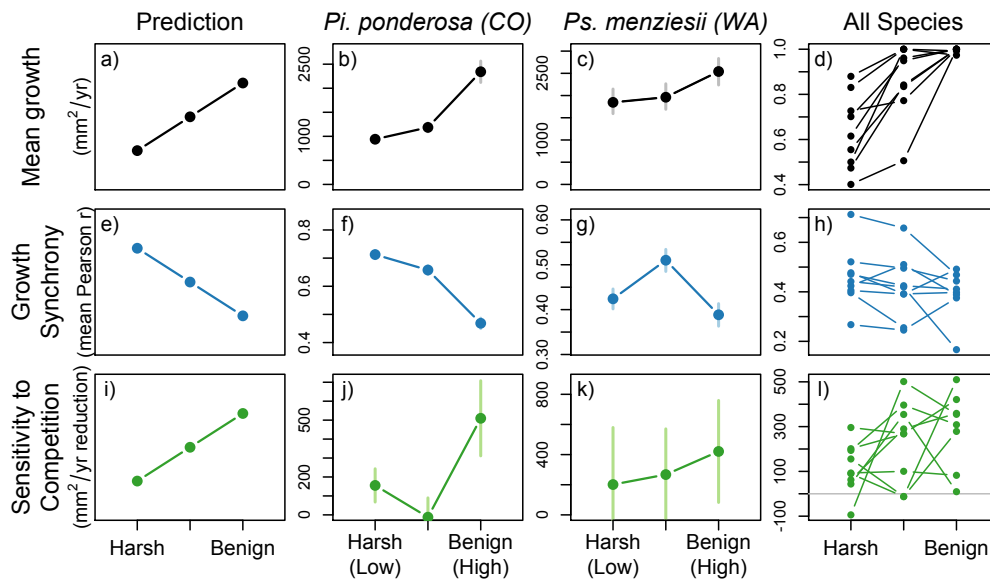 Prediction
Pi. ponderosa (CO)
Ps. menziesii (WA)
All Species
Mean growth
(mm²/yr)
a)
b)
0
1000
2500
c)
0
1000
2500
d)
0.4
0.6
0.8
1.0
Growth
Synchrony
(mean Pearson r)
e)
f)
0.4
0.6
0.8
g)
0.30
0.40
0.50
0.60
h)
0.2
0.4
0.6
Sensitivity to
Competition
(mm²/yr reduction)
i)
j)
0
200
500
k)
0
400
800
l)
-100
100
300
500
Harsh
Benign
Harsh
(Low)
Benign
(High)
Harsh
(Low)
Benign
(High)
Harsh
Benign